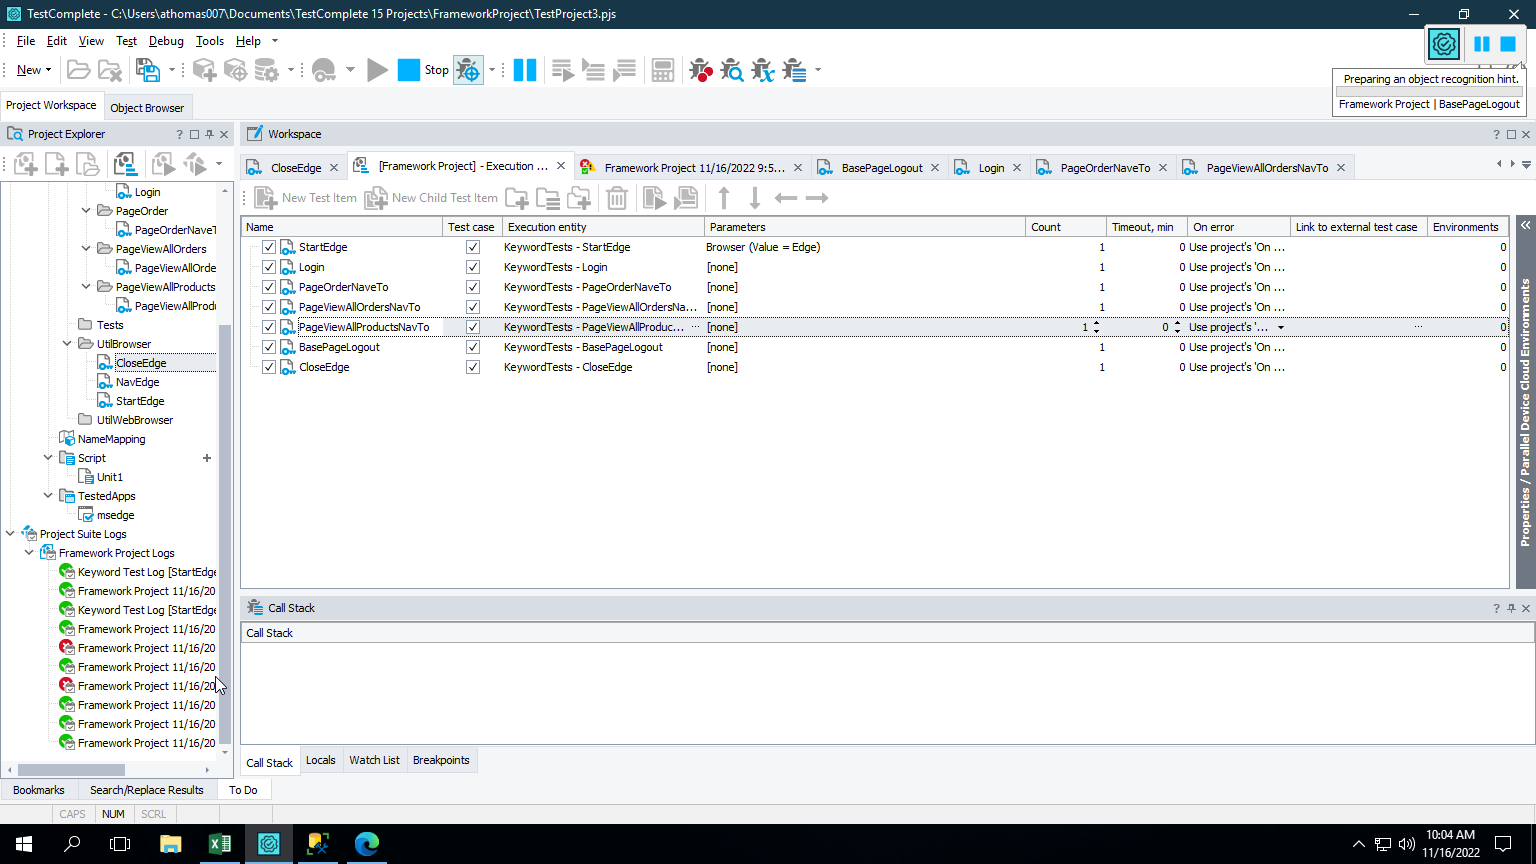 TestComplete - C:\Users\athomas007\Documents\TestComplete 15 Projects\FrameworkProject\TestProject3.pjs
File Edit View Test Debug Tools Help
New Stop
Preparing an object recognition hint.
Framework Project | BasePageLogout
Project Workspace Object Browser
Project Explorer
Workspace
CloseEdge [Framework Project] - Execution ... Framework Project 11/16/2022 9:5... BasePageLogout Login PageOrderNaveTo PageViewAllOrdersNavTo
New Test Item New Child Test Item
Name Test case Execution entity Parameters Count Timeout, min On error Link to external test case Environments
StartEdge KeywordTests - StartEdge Browser (Value = Edge) 1 0 Use project's 'On ... 0
Login KeywordTests - Login [none] 1 0 Use project's 'On ... 0
PageOrderNaveTo KeywordTests - PageOrderNaveTo [none] 1 0 Use project's 'On ... 0
PageViewAllOrdersNavTo KeywordTests - PageViewAllOrdersNa... [none] 1 0 Use project's 'On ... 0
PageViewAllProductsNavTo KeywordTests - PageViewAllProduc... ... [none] 1 0 Use project's '... ... 0
BasePageLogout KeywordTests - BasePageLogout [none] 1 0 Use project's 'On ... 0
CloseEdge KeywordTests - CloseEdge [none] 1 0 Use project's 'On ... 0
Properties / Parallel Device Cloud Environments
Login
PageOrder
PageOrderNaveT
PageViewAllOrders
PageViewAllOrde
PageViewAllProducts
PageViewAllProdu
Tests
UtilBrowser
CloseEdge
NavEdge
StartEdge
UtilWebBrowser
NameMapping
Script
Unit1
TestedApps
msedge
Project Suite Logs
Framework Project Logs
Keyword Test Log [StartEdge
Framework Project 11/16/20
Keyword Test Log [StartEdge
Framework Project 11/16/20
Framework Project 11/16/20
Framework Project 11/16/20
Framework Project 11/16/20
Framework Project 11/16/20
Framework Project 11/16/20
Framework Project 11/16/20
Call Stack
Call Stack
Call Stack Locals Watch List Breakpoints
Bookmarks Search/Replace Results To Do
CAPS NUM SCRL
10:04 AM
11/16/2022